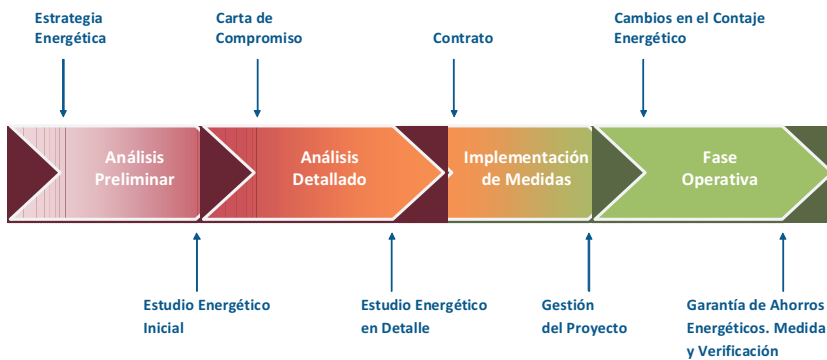 Estrategia
Energética
Carta de
Compromiso
Contrato
Cambios en el Contaje
Energético
Análisis
Preliminar
Análisis
Detallado
Implementación
de Medidas
Fase
Operativa
Estudio Energético
Inicial
Estudio Energético
en Detalle
Gestión
del Proyecto
Garantía de Ahorros
Energéticos. Medida
y Verificación